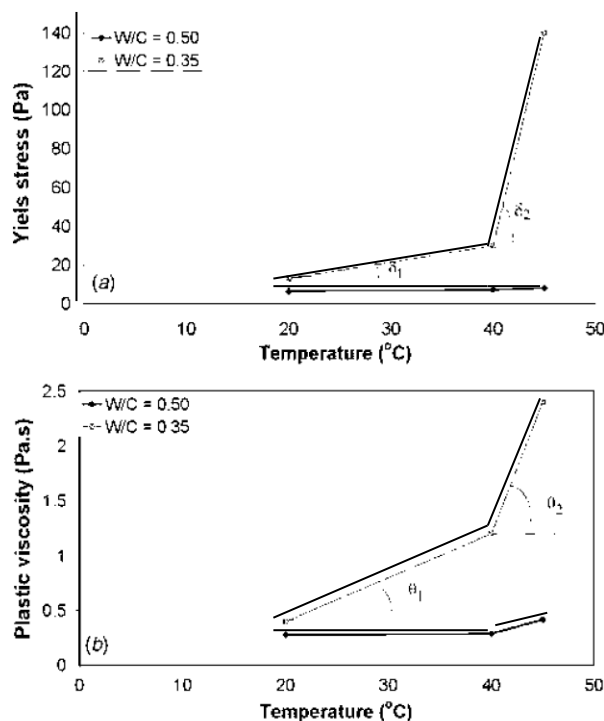 140
120
100
80
60
40
20
0
Yiels stress (Pa)
W/C = 0.50
W/C = 0.35
δ1
δ2
(a)
0
10
20
30
40
50
Temperature (°C)
2.5
2
1.5
1
0.5
0
Plastic viscosity (Pa.s)
W/C = 0.50
W/C = 0.35
θ1
θ2
(b)
0
10
20
30
40
50
Temperature (°C)